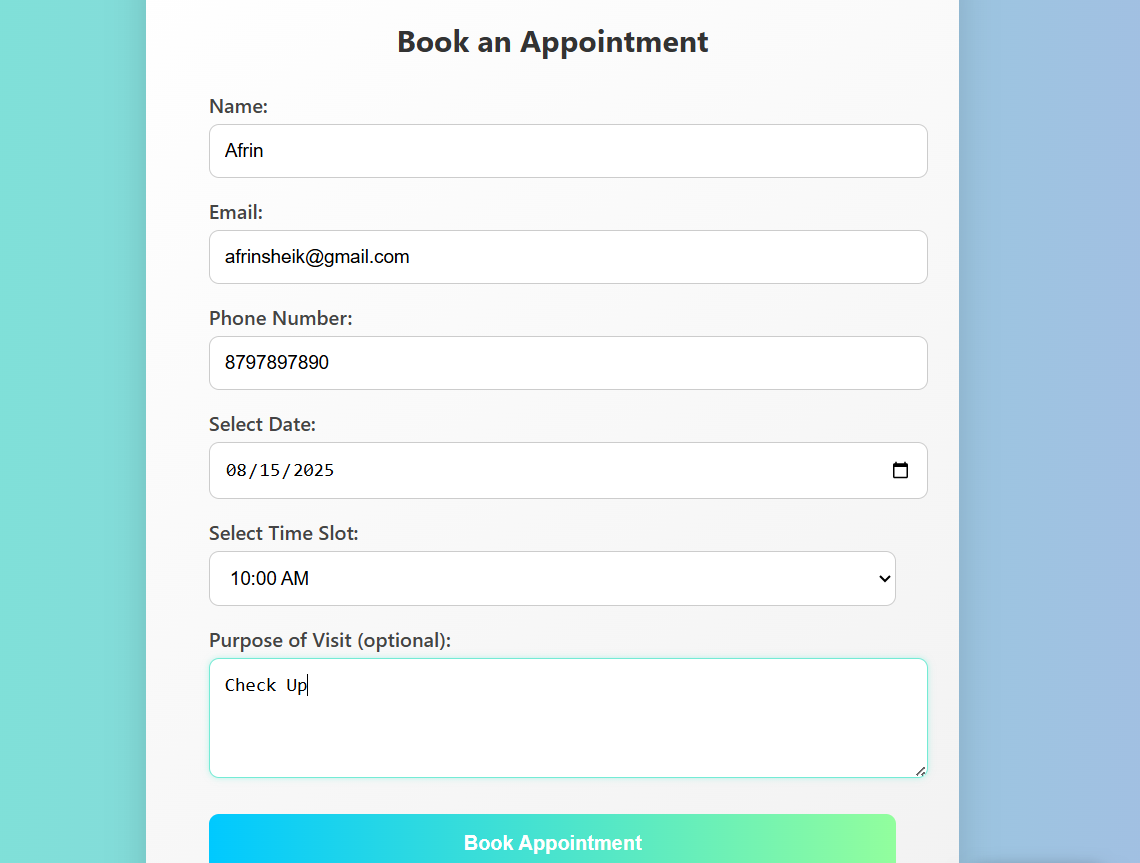 Book an Appointment
Name:
Afrin
Email:
afrinsheik@gmail.com
Phone Number:
8797897890
Select Date:
08/15/2025
Select Time Slot:
10:00 AM
Purpose of Visit (optional):
Check Up
Book Appointment